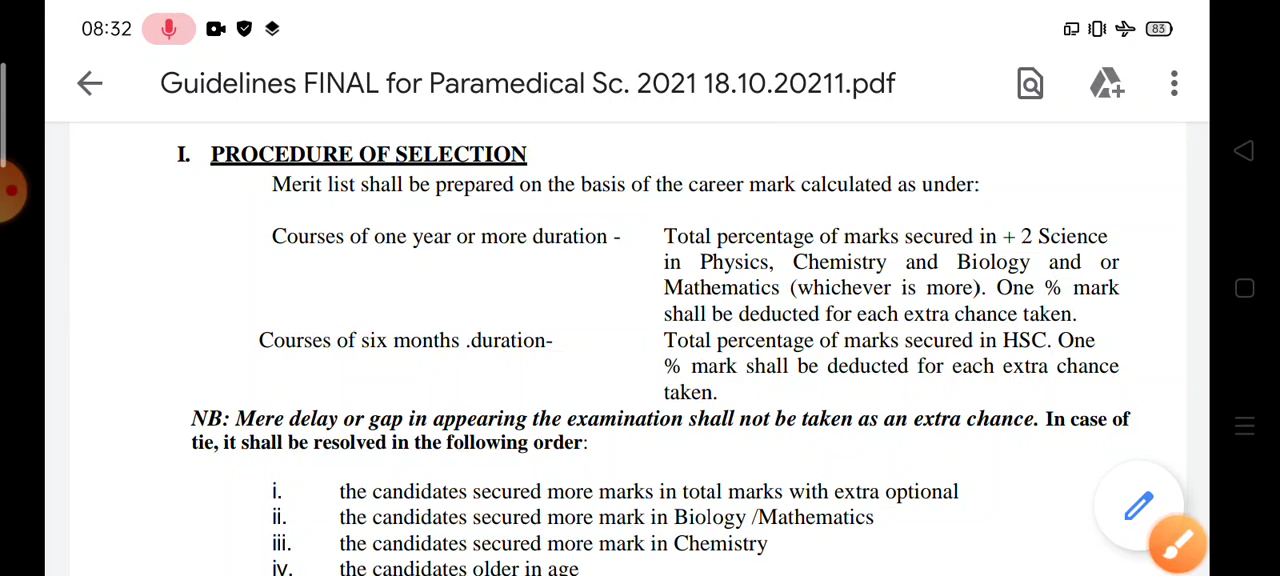 08:32
83
Guidelines FINAL for Paramedical Sc. 2021 18.10.20211.pdf
I. PROCEDURE OF SELECTION
Merit list shall be prepared on the basis of the career mark calculated as under:
Courses of one year or more duration - Total percentage of marks secured in + 2 Science
in Physics, Chemistry and Biology and or
Mathematics (whichever is more). One % mark
shall be deducted for each extra chance taken.
Courses of six months .duration- Total percentage of marks secured in HSC. One
% mark shall be deducted for each extra chance
taken.
NB: Mere delay or gap in appearing the examination shall not be taken as an extra chance. In case of
tie, it shall be resolved in the following order:
i. the candidates secured more marks in total marks with extra optional
ii. the candidates secured more mark in Biology /Mathematics
iii. the candidates secured more mark in Chemistry
iv. the candidates older in age